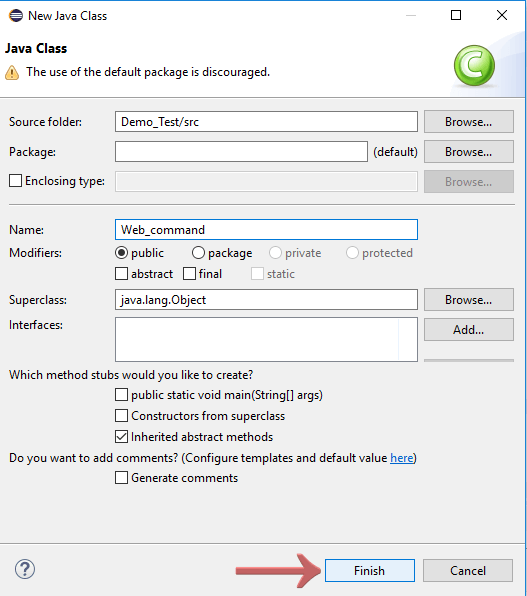 New Java Class
Java Class
The use of the default package is discouraged.
Source folder: Demo_Test/src Browse...
Package: (default) Browse...
Enclosing type: Browse...
Name: Web_command
Modifiers: public package private protected
abstract final static
Superclass: java.lang.Object Browse...
Interfaces: Add...
Which method stubs would you like to create?
public static void main(String[] args)
Constructors from superclass
Inherited abstract methods
Do you want to add comments? (Configure templates and default value here)
Generate comments
? Finish Cancel